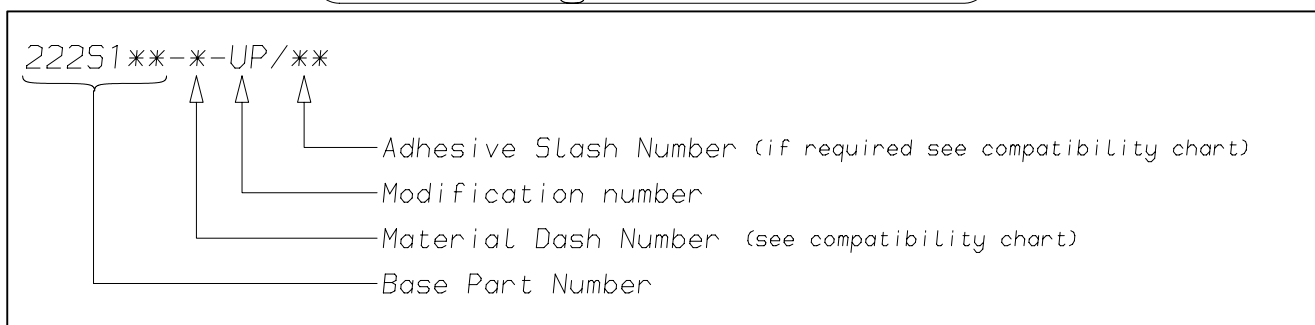 222S1**-*-UP/**
Adhesive Slash Number (if required see compatibility chart)
Modification number
Material Dash Number (see compatibility chart)
Base Part Number